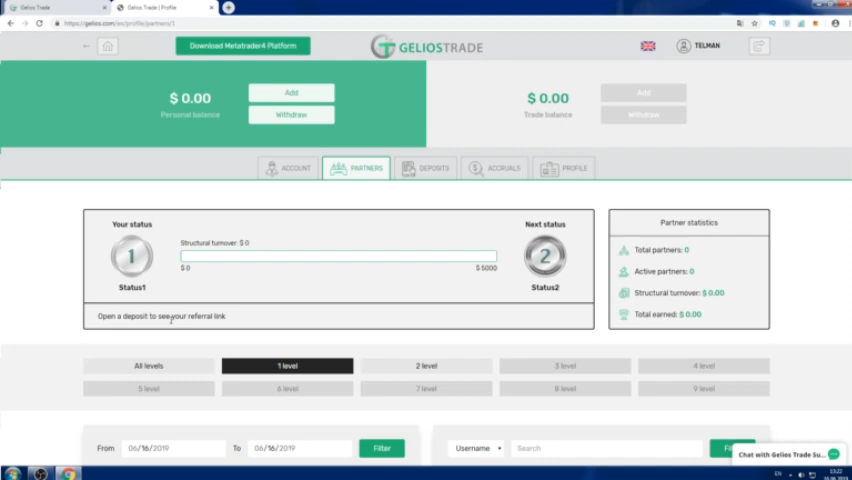 Gelios Trade
Gelios Trade | Profile
https://gelios.com/en/profile/partners/1
Download Metatrader4 Platform
GELIOSTRADE
TELMAN
$ 0.00
Personal balance
Add
Withdraw
$ 0.00
Trade balance
Add
Withdraw
ACCOUNT
PARTNERS
DEPOSITS
ACCRUALS
PROFILE
Your status
1
Status1
Structural turnover: $ 0
$ 0
$ 5000
Next status
2
Status2
Open a deposit to see your referral link
Partner statistics
Total partners: 0
Active partners: 0
Structural turnover: $ 0.00
Total earned: $ 0.00
All levels
1 level
2 level
3 level
4 level
5 level
6 level
7 level
8 level
9 level
From
06/16/2019
To
06/16/2019
Filter
Username
Search
Chat with Gelios Trade Su...
EN
13:22